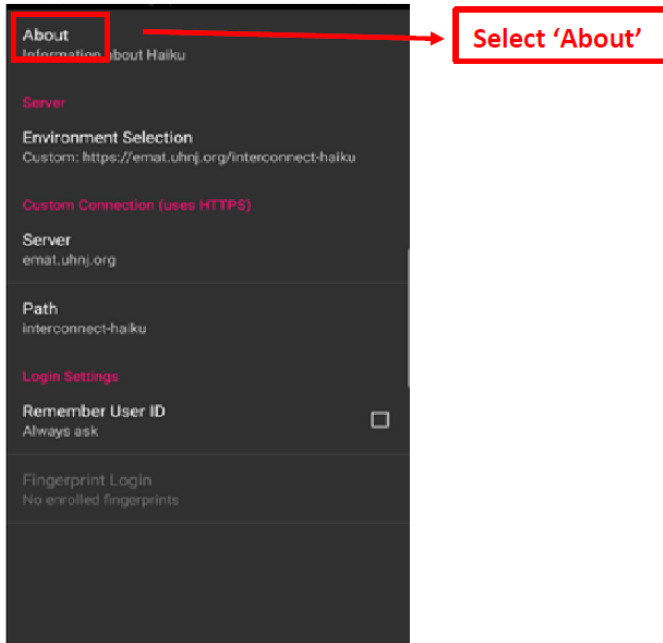 About
Information about Haiku
Select 'About'
Server
Environment Selection
Custom: https://emat.uhnj.org/interconnect-haiku
Custom Connection (uses HTTPS)
Server
emat.uhnj.org
Path
interconnect-haiku
Login Settings
Remember User ID
Always ask
Fingerprint Login
No enrolled fingerprints